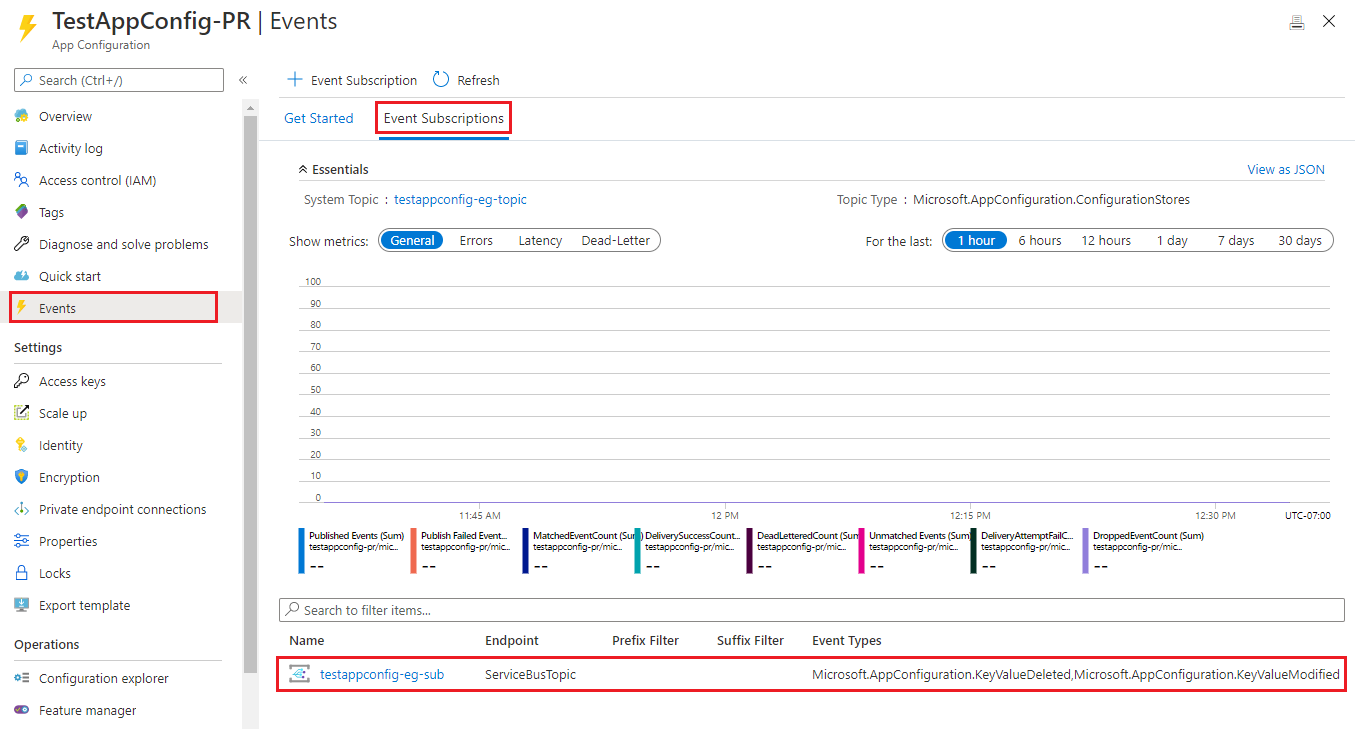 TestAppConfig-PR | Events
App Configuration
Search (Ctrl+/)
«
Overview
Activity log
Access control (IAM)
Tags
Diagnose and solve problems
Quick start
Events
Settings
Access keys
Scale up
Identity
Encryption
Private endpoint connections
Properties
Locks
Export template
Operations
Configuration explorer
Feature manager
Event Subscription Refresh
Get Started Event Subscriptions
Essentials View as JSON
System Topic : testappconfig-eg-topic Topic Type : Microsoft.AppConfiguration.ConfigurationStores
Show metrics: General Errors Latency Dead-Letter For the last: 1 hour 6 hours 12 hours 1 day 7 days 30 days
100
90
80
70
60
50
40
30
20
10
0
11:45 AM 12 PM 12:15 PM 12:30 PM UTC-07:00
Published Events (Sum) Publish Failed Event... MatchedEventCount (Sum) DeliverySuccessCount... DeadLetteredCount (Sum Unmatched Events (Sum) DeliveryAttemptFailC... DroppedEventCount (Sum)
testappconfig-pr/mic... testappconfig-pr/mic... testappconfig-pr/mic... testappconfig-pr/mic... testappconfig-pr/mic... testappconfig-pr/mic... testappconfig-pr/mic... testappconfig-pr/mic...
-- -- -- -- -- -- -- --
Search to filter items...
Name Endpoint Prefix Filter Suffix Filter Event Types
testappconfig-eg-sub ServiceBusTopic Microsoft.AppConfiguration.KeyValueDeleted,Microsoft.AppConfiguration.KeyValueModified